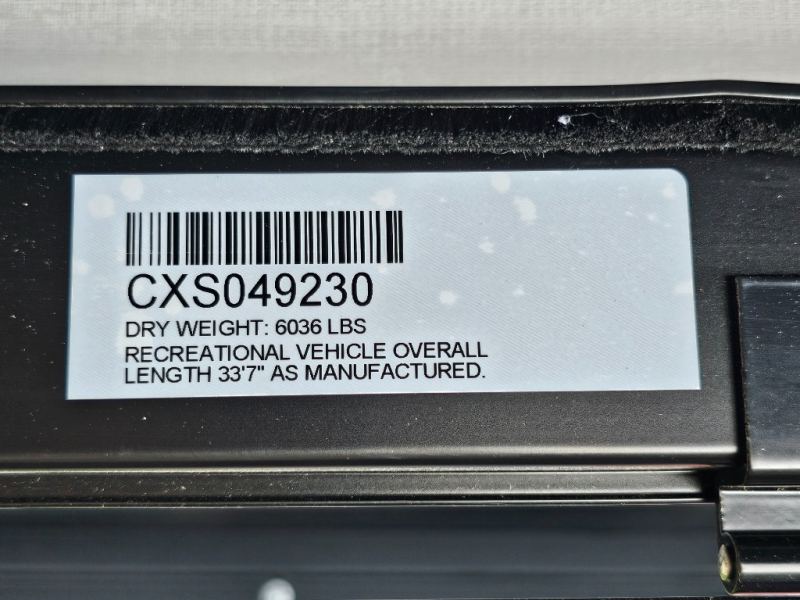 CXS049230
DRY WEIGHT: 6036 LBS
RECREATIONAL VEHICLE OVERALL
LENGTH 33'7" AS MANUFACTURED.